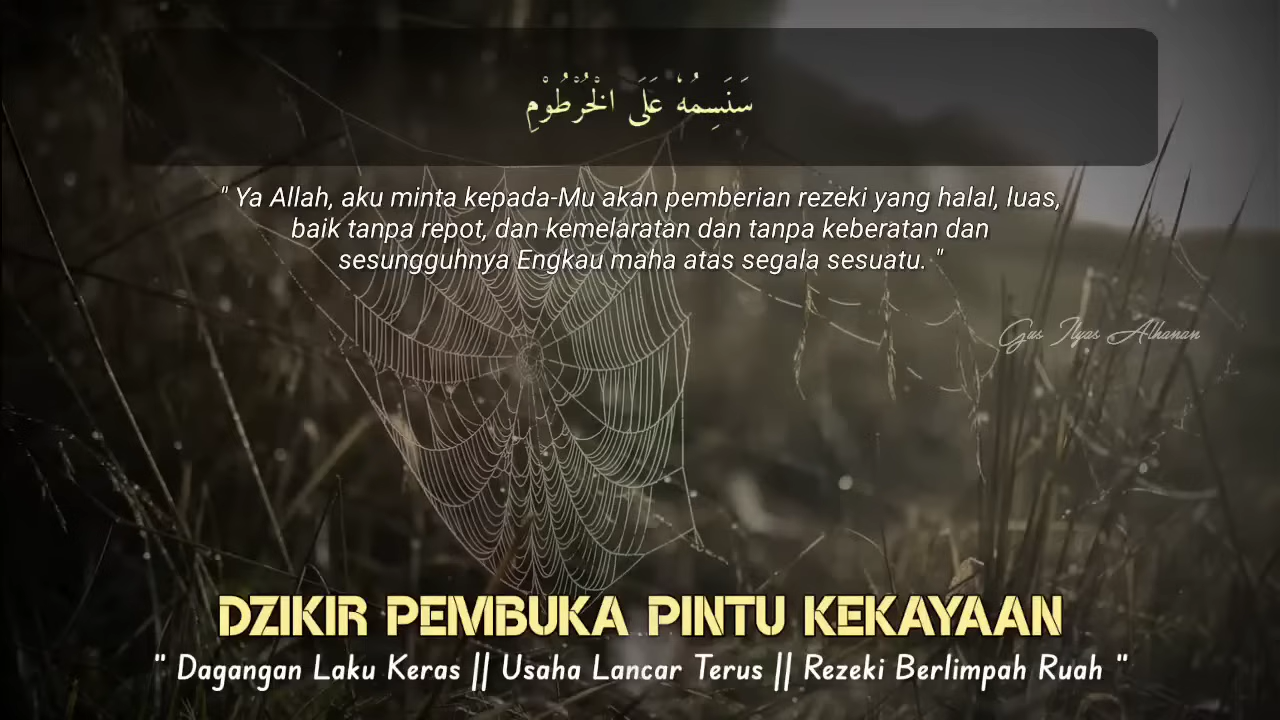 سَنَسِمُهٗ عَلَى الْخُرْطُوْمِ
" Ya Allah, aku minta kepada-Mu akan pemberian rezeki yang halal, luas,
baik tanpa repot, dan kemelaratan dan tanpa keberatan dan
sesungguhnya Engkau maha atas segala sesuatu. "
Gus Ilyas Alhanan
DZIKIR PEMBUKA PINTU KEKAYAAN
" Dagangan Laku Keras || Usaha Lancar Terus || Rezeki Berlimpah Ruah "